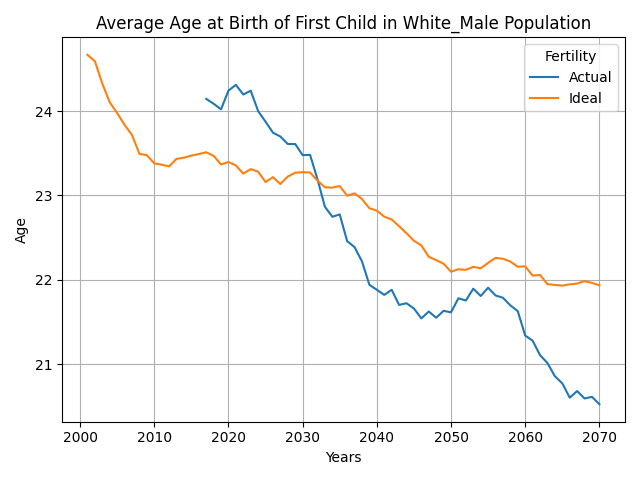 Average Age at Birth of First Child in White_Male Population
Fertility
Actual
Ideal
Age
24
23
22
21
2000 2010 2020 2030 2040 2050 2060 2070
Years